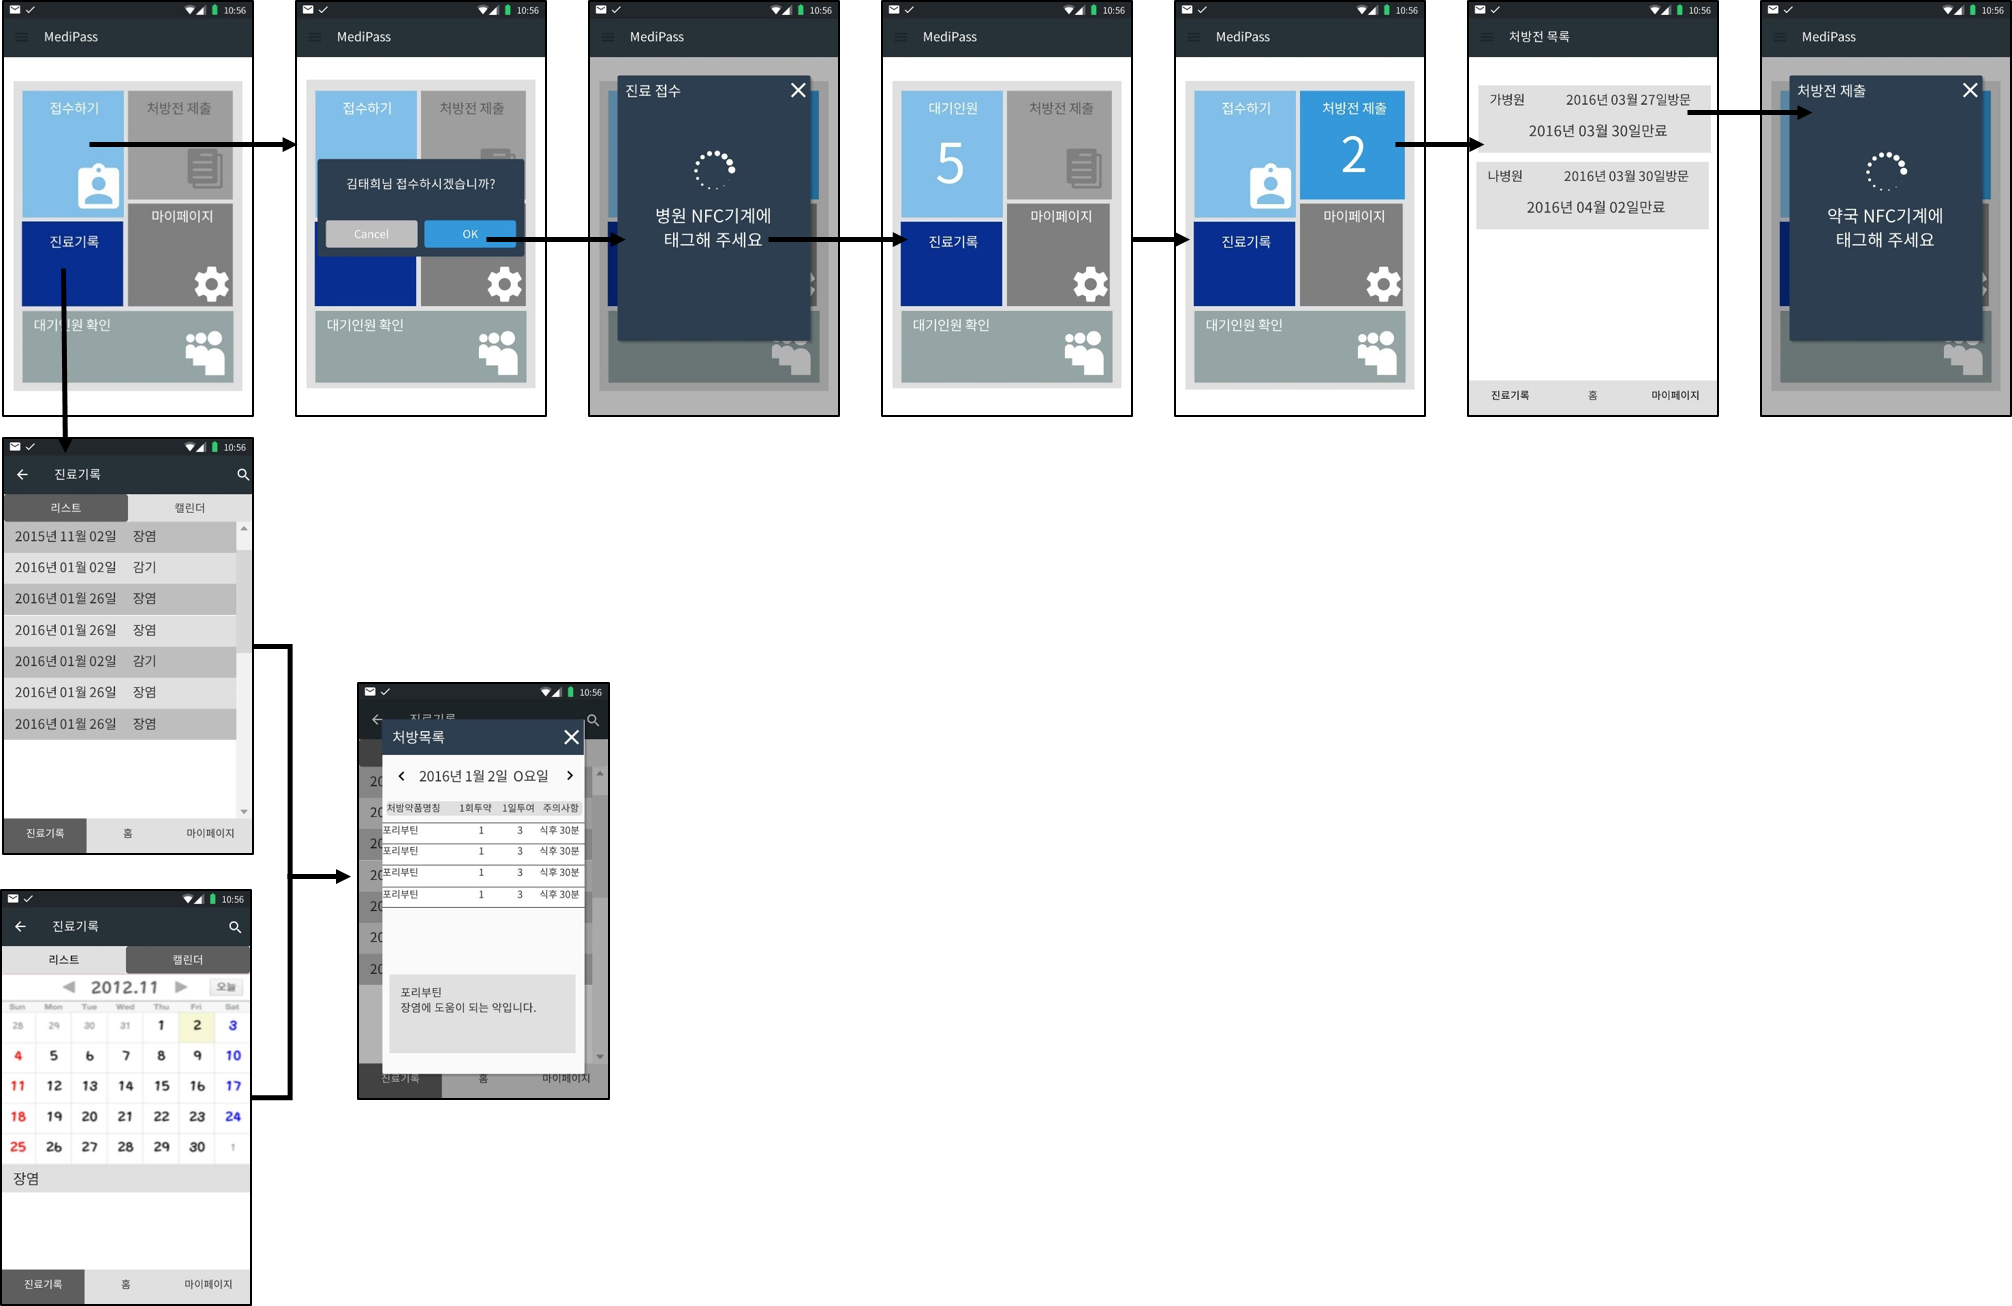 10:56
MediPass
접수하기
처방전 제출
마이페이지
진료기록
대기인원 확인
10:56
MediPass
접수하기
처방전 제출
김태희님 접수하시겠습니까?
Cancel
OK
대기인원 확인
10:56
MediPass
진료 접수
병원 NFC기계에
태그해 주세요
10:56
MediPass
대기인원
5
처방전 제출
마이페이지
진료기록
대기인원 확인
10:56
MediPass
접수하기
처방전 제출
2
마이페이지
진료기록
대기인원 확인
10:56
처방전 목록
가병원 2016년 03월 27일방문
2016년 03월 30일만료
나병원 2016년 03월 30일방문
2016년 04월 02일만료
진료기록 홈 마이페이지
10:56
MediPass
처방전 제출
약국 NFC기계에
태그해 주세요
10:56
진료기록
리스트 캘린더
2015년 11월 02일 장염
2016년 01월 02일 감기
2016년 01월 26일 장염
2016년 01월 26일 장염
2016년 01월 02일 감기
2016년 01월 26일 장염
2016년 01월 26일 장염
진료기록 홈 마이페이지
10:56
진료기록
리스트 캘린더
2012.11 오늘
Sun Mon Tue Wed Thu Fri Sat
28 29 30 31 1 2 3
4 5 6 7 8 9 10
11 12 13 14 15 16 17
18 19 20 21 22 23 24
25 26 27 28 29 30 1
장염
진료기록 홈 마이페이지
10:56
진료기록
처방목록
2016년 1월 2일 O요일
처방약품명칭 1회투약 1일투여 주의사항
포리부틴 1 3 식후 30분
포리부틴 1 3 식후 30분
포리부틴 1 3 식후 30분
포리부틴 1 3 식후 30분
20
20
20
20
20
20
20
포리부틴
장염에 도움이 되는 약입니다.
진료기록 홈 마이페이지